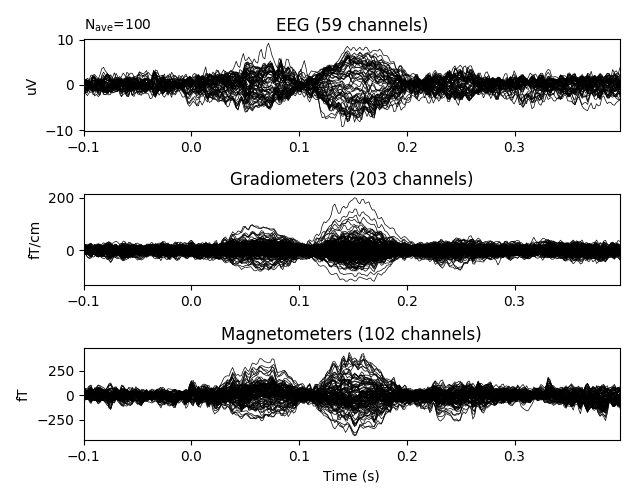 N_ave=100
EEG (59 channels)
10
uV
0
−10
−0.1 0.0 0.1 0.2 0.3
Gradiometers (203 channels)
200
fT/cm
0
−0.1 0.0 0.1 0.2 0.3
Magnetometers (102 channels)
250
fT
0
−250
−0.1 0.0 0.1 0.2 0.3
Time (s)